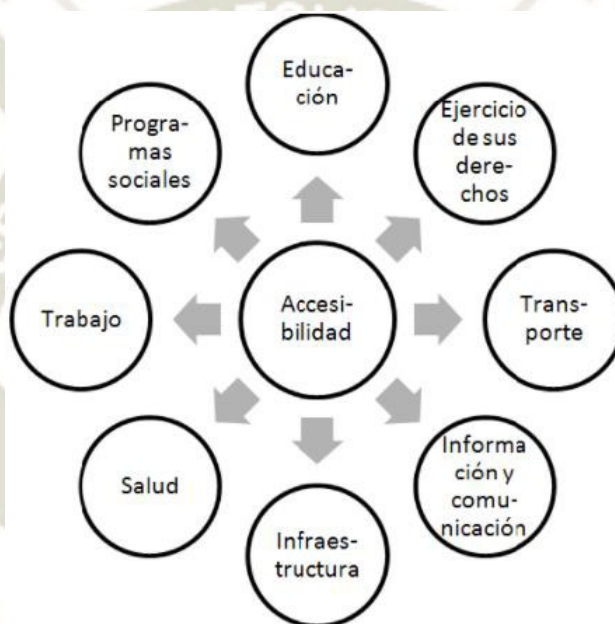 Educa-
ción
Ejercicio
de sus
dere-
chos
Trans-
porte
Informa
ción y
comu-
nicación
Infraes-
tructura
Salud
Trabajo
Progra-
mas
sociales
Accesi-
bilidad